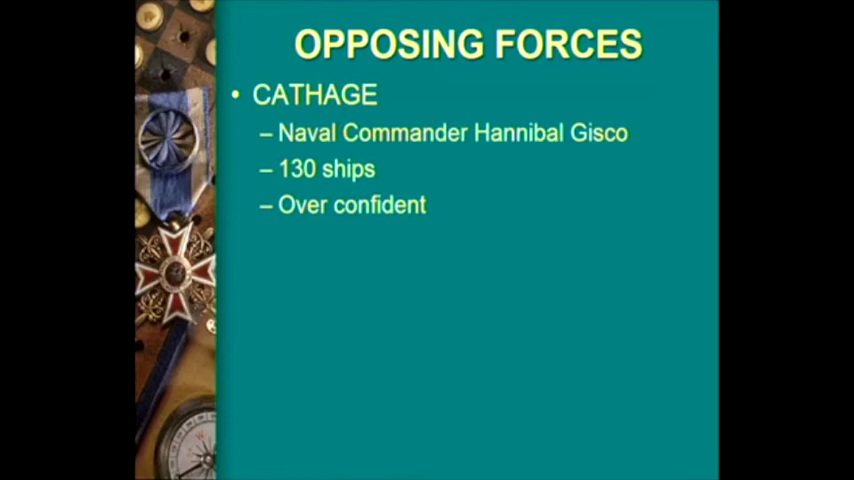 OPPOSING FORCES
• CATHAGE
– Naval Commander Hannibal Gisco
– 130 ships
– Over confident